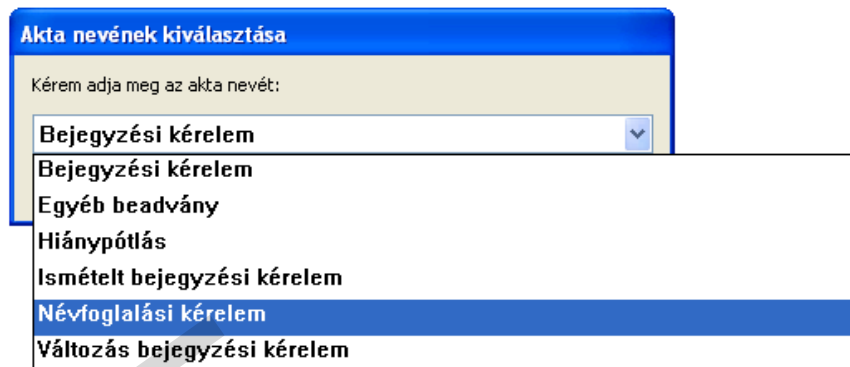 Akta nevének kiválasztása
Kérem adja meg az akta nevét:
Bejegyzési kérelem
Bejegyzési kérelem
Egyéb beadvány
Hiánypótlás
Ismételt bejegyzési kérelem
Névfoglalási kérelem
Változás bejegyzési kérelem